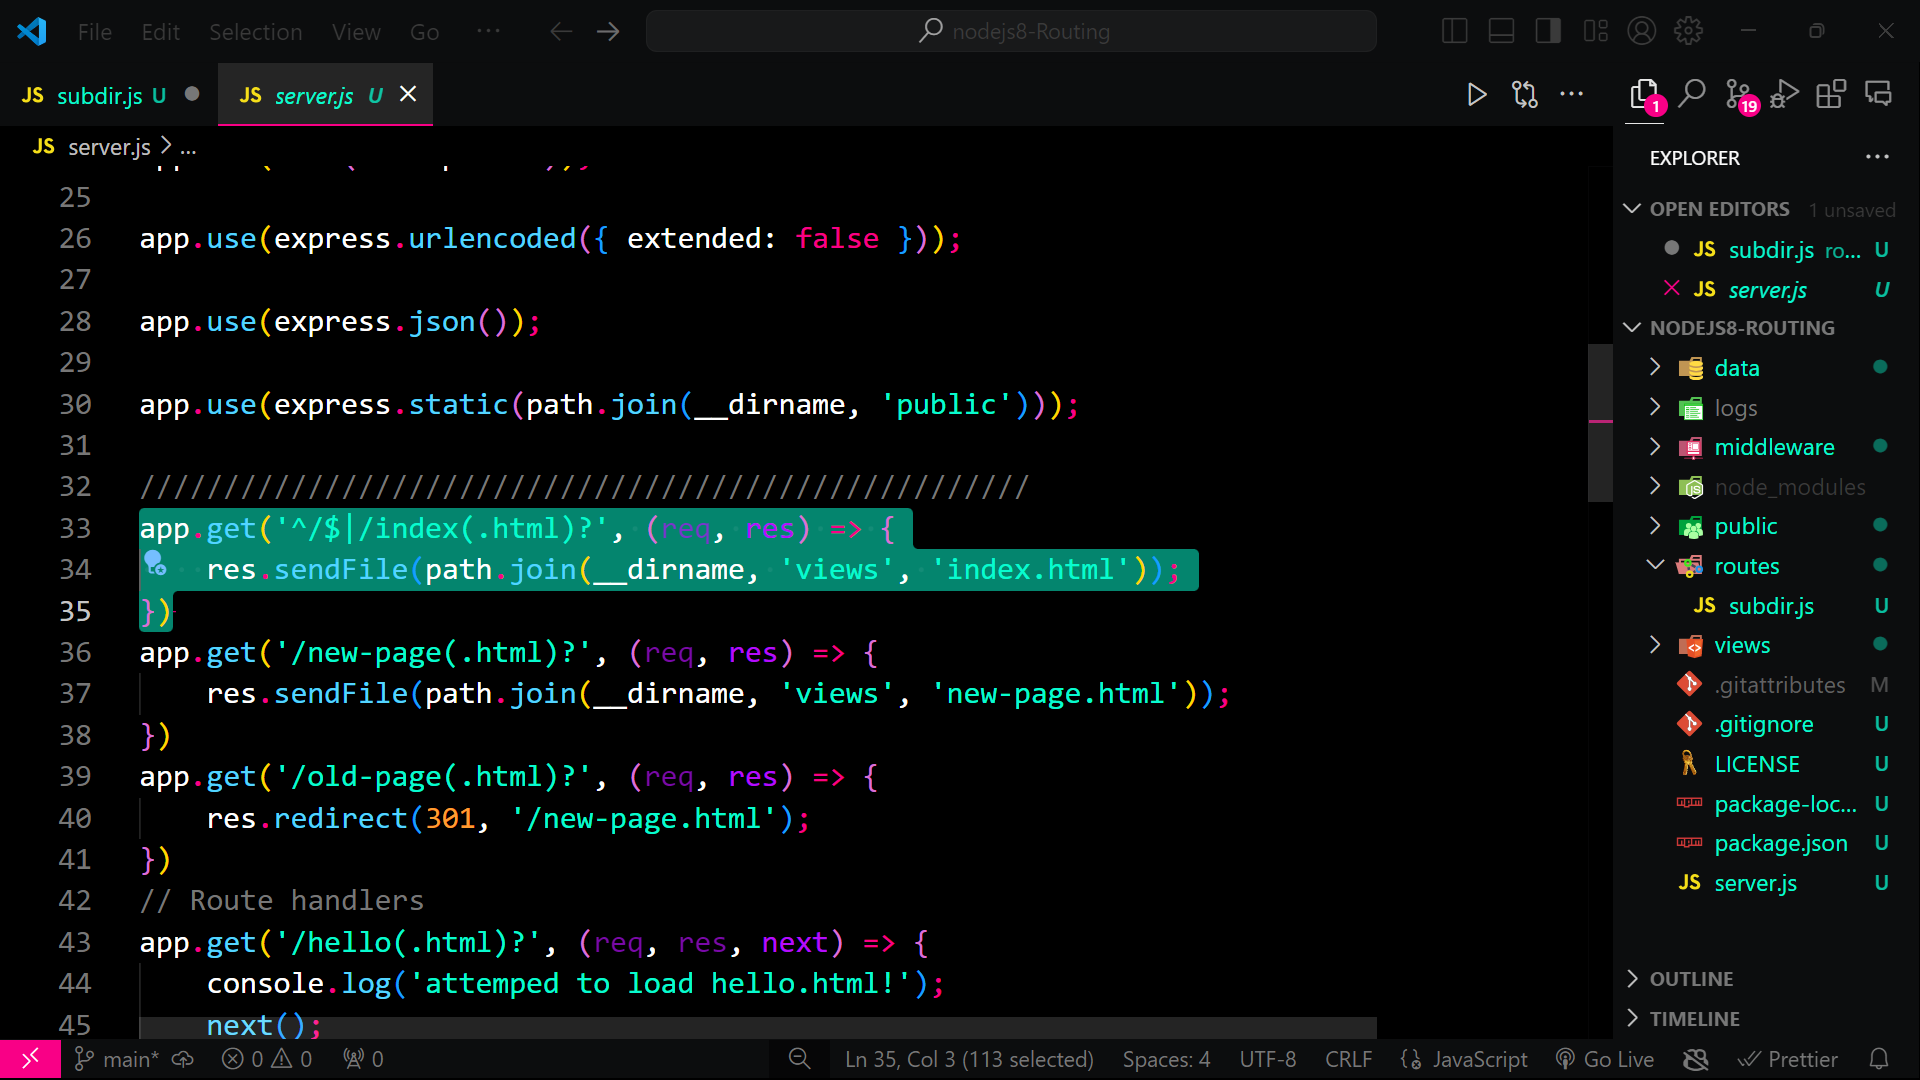 File Edit Selection View Go ... nodejs8-Routing
JS subdir.js U JS server.js U
JS server.js > ...
1 19
25
26 app.use(express.urlencoded({ extended: false }));
27
28 app.use(express.json());
29
30 app.use(express.static(path.join(__dirname, 'public')));
31
32 /////////////////////////////////////////////////////
33 app.get('^/$|/index(.html)?', (req, res) => {
34 res.sendFile(path.join(__dirname, 'views', 'index.html'));
35 })
36 app.get('/new-page(.html)?', (req, res) => {
37 res.sendFile(path.join(__dirname, 'views', 'new-page.html'));
38 })
39 app.get('/old-page(.html)?', (req, res) => {
40 res.redirect(301, '/new-page.html');
41 })
42 // Route handlers
43 app.get('/hello(.html)?', (req, res, next) => {
44 console.log('attemped to load hello.html!');
45 next();
EXPLORER
OPEN EDITORS 1 unsaved
JS subdir.js ro... U
JS server.js U
NODEJS8-ROUTING
data
logs
middleware
node_modules
public
routes
JS subdir.js U
views
.gitattributes M
.gitignore U
LICENSE U
package-loc... U
package.json U
JS server.js U
OUTLINE
TIMELINE
main* 0 0 0 Ln 35, Col 3 (113 selected) Spaces: 4 UTF-8 CRLF JavaScript Go Live Prettier